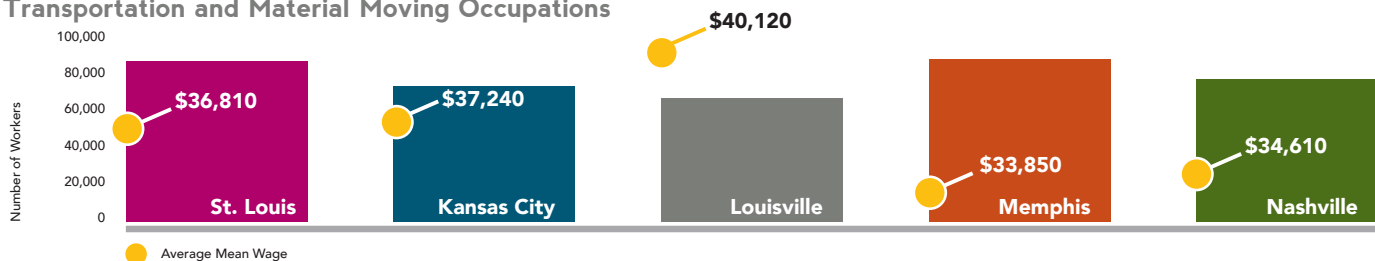 Transportation and Material Moving Occupations
$40,120
100,000
80,000
60,000
40,000
20,000
0
Number of Workers
$36,810
$37,240
$33,850
$34,610
St. Louis
Kansas City
Louisville
Memphis
Nashville
Average Mean Wage